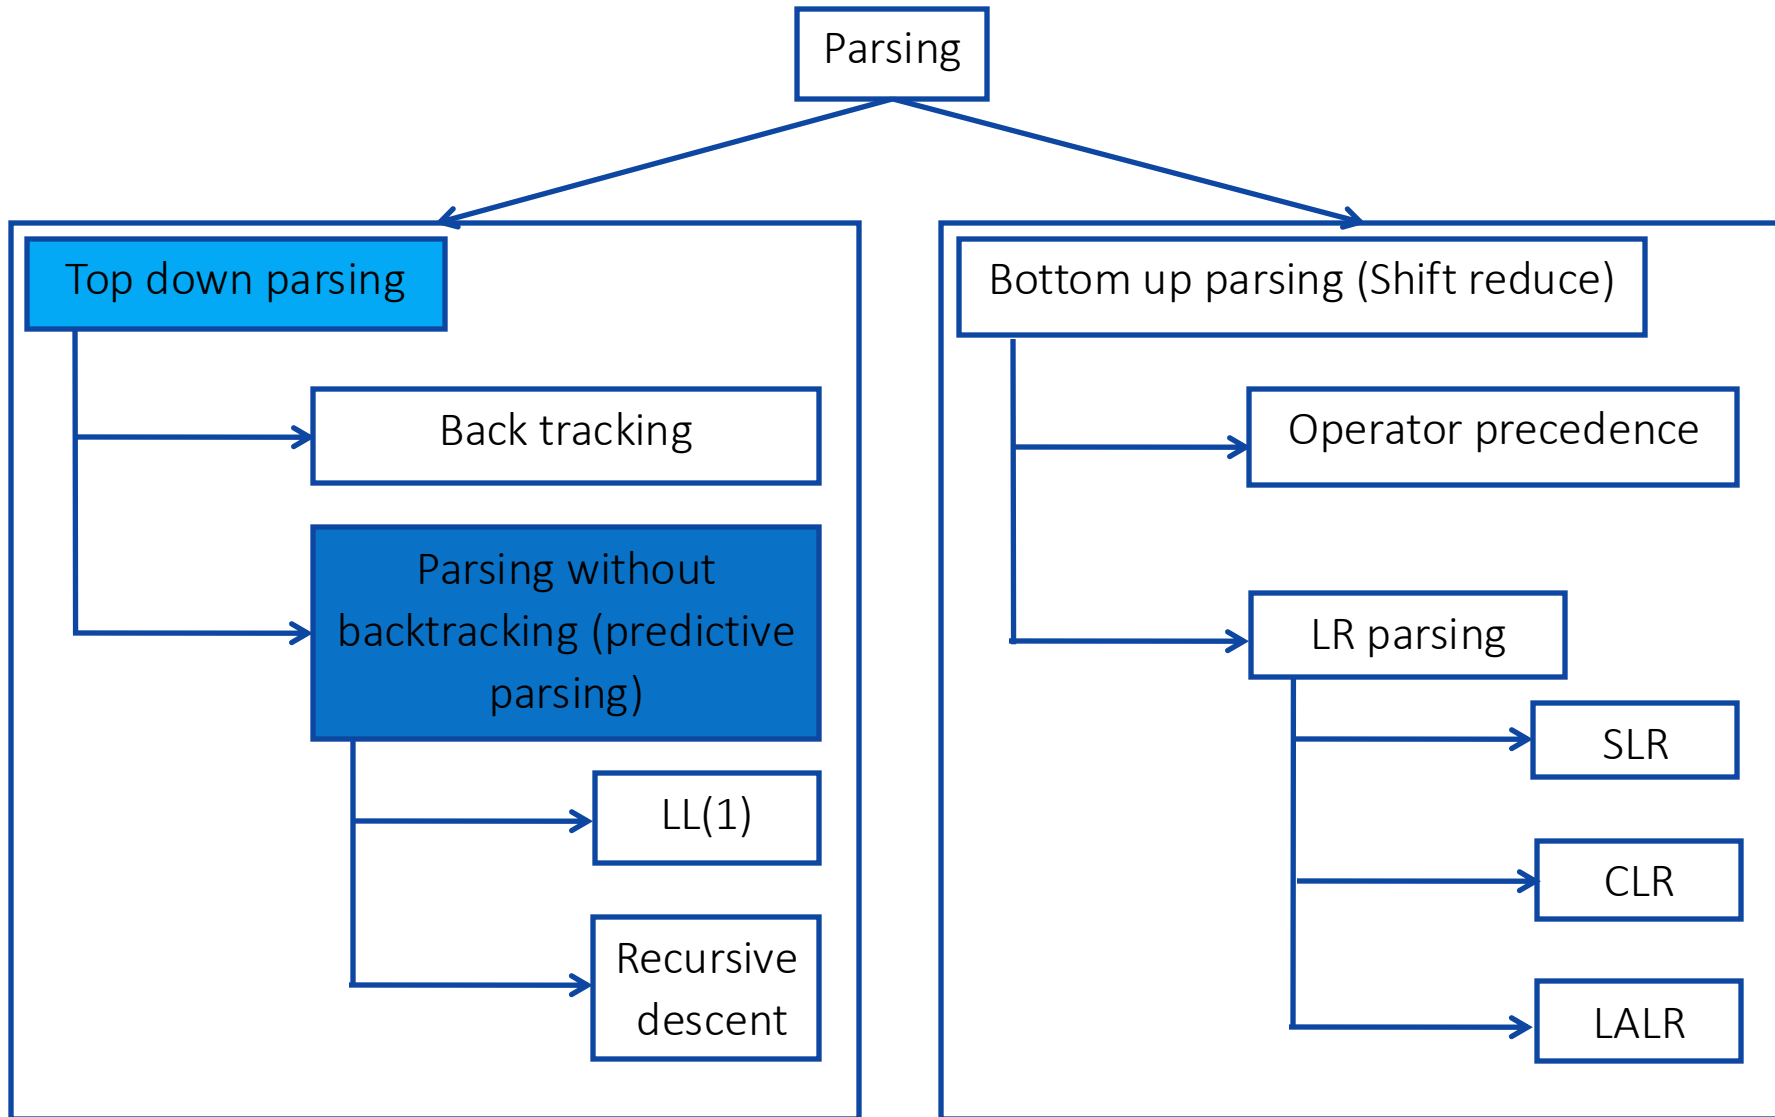 Parsing
Top down parsing
Back tracking
Parsing without
backtracking (predictive
parsing)
LL(1)
Recursive
descent
Bottom up parsing (Shift reduce)
Operator precedence
LR parsing
SLR
CLR
LALR